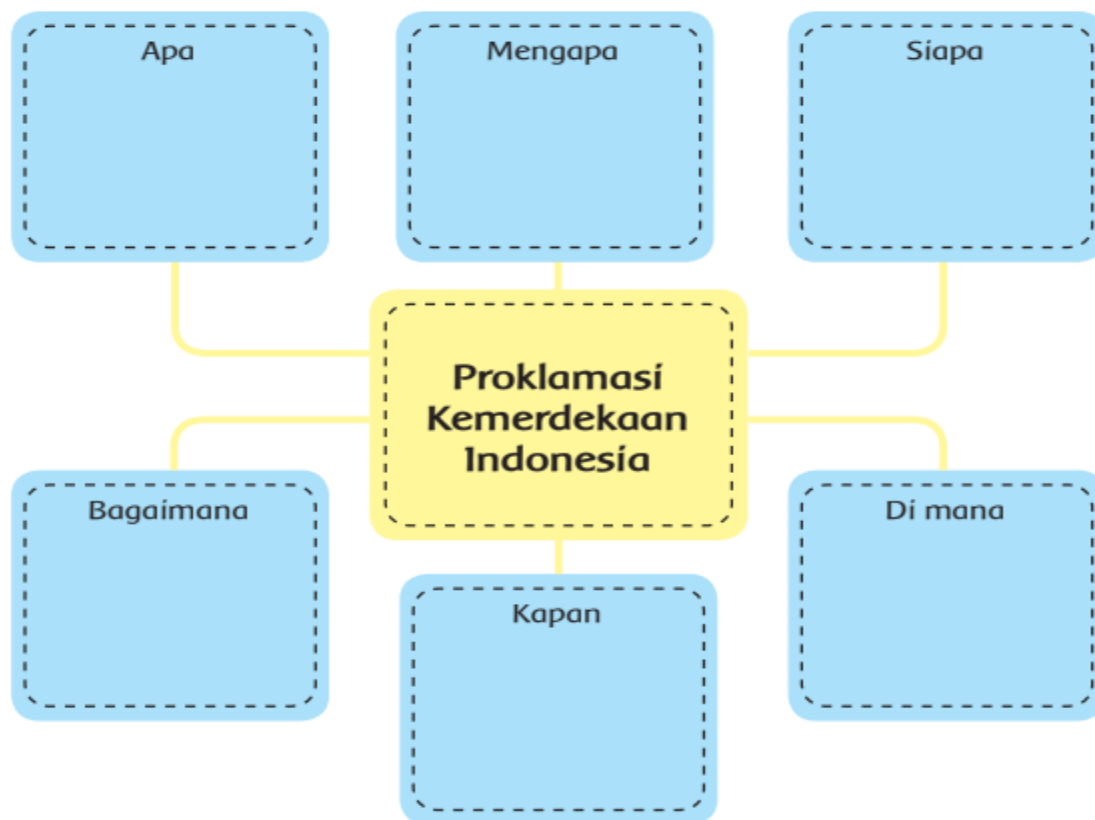 Apa
Mengapa
Siapa
Proklamasi
Kemerdekaan
Indonesia
Bagaimana
Kapan
Di mana